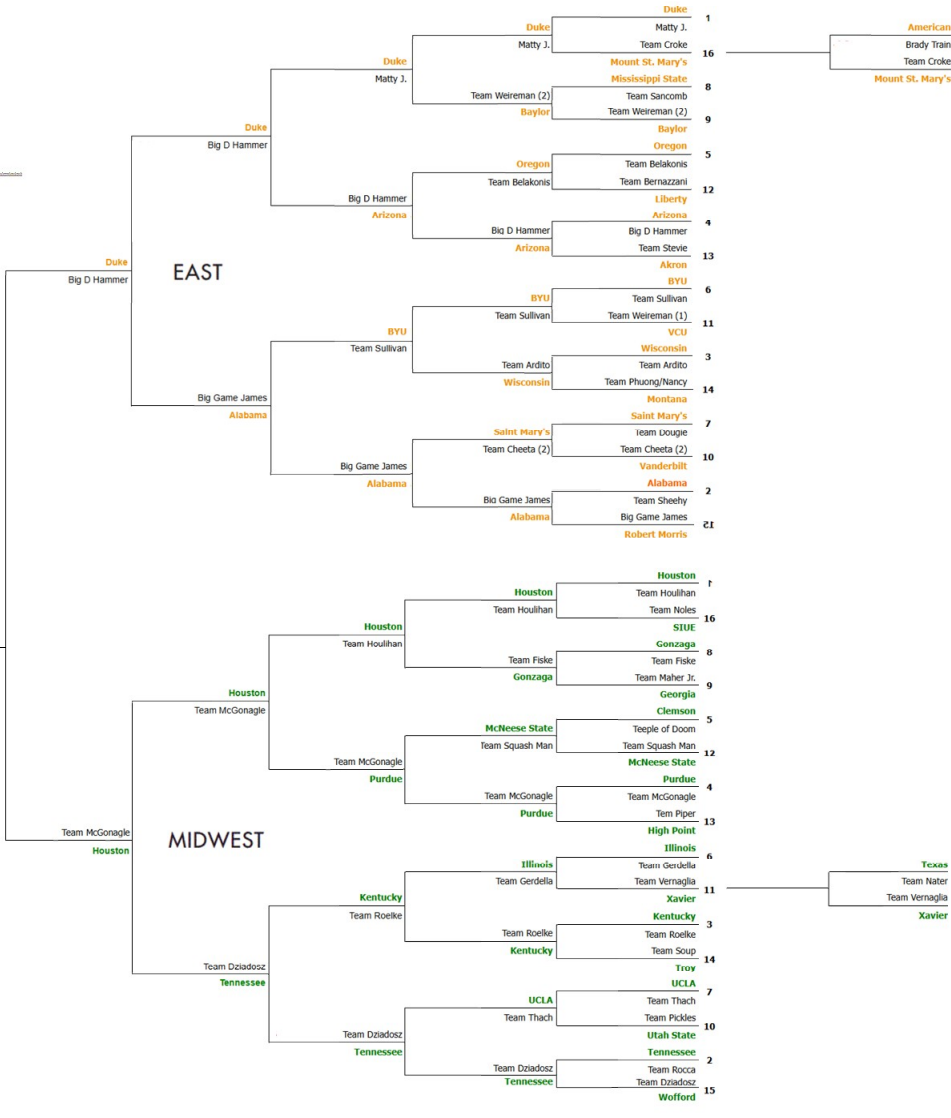 Duke
1
Matty J.
Duke
Matty J.
Team Croke
16
Mount St. Mary's
American
Brady Train
Team Croke
Mount St. Mary's
Duke
Matty J.
Mississippi State
8
Team Sancomb
Team Weireman (2)
Baylor
Team Weireman (2)
9
Baylor
Duke
Big D Hammer
Oregon
5
Team Belakonis
Oregon
Team Belakonis
Team Bernazzani
12
Liberty
Big D Hammer
Arizona
Arizona
4
Big D Hammer
Big D Hammer
Arizona
Team Stevie
13
Akron
Duke
Big D Hammer
EAST
BYU
6
Team Sullivan
BYU
Team Sullivan
Team Weireman (1)
11
VCU
BYU
Team Sullivan
Wisconsin
3
Team Ardito
Team Ardito
Wisconsin
Team Phuong/Nancy
14
Montana
Big Game James
Alabama
Saint Mary's
7
Team Dougie
Saint Mary's
Team Cheeta (2)
Team Cheeta (2)
10
Vanderbilt
Big Game James
Alabama
Alabama
2
Team Sheehy
Big Game James
Alabama
Big Game James
15
Robert Morris
Houston
1
Team Houlihan
Houston
Team Houlihan
Team Noles
16
SIUE
Houston
Team Houlihan
Gonzaga
8
Team Fiske
Team Fiske
Gonzaga
Team Maher Jr.
9
Georgia
Houston
Team McGonagle
Clemson
5
Teeple of Doom
McNeese State
Team Squash Man
Team Squash Man
12
McNeese State
Team McGonagle
Purdue
Purdue
4
Team McGonagle
Team McGonagle
Purdue
Tem Piper
13
High Point
Team McGonagle
Houston
MIDWEST
Illinois
6
Team Gerdella
Illinois
Team Gerdella
Team Vernaglia
11
Xavier
Texas
Team Nater
Team Vernaglia
Xavier
Kentucky
Team Roelke
Kentucky
3
Team Roelke
Team Roelke
Kentucky
Team Soup
14
Troy
Team Dziadosz
Tennessee
UCLA
7
Team Thach
UCLA
Team Thach
Team Pickles
10
Utah State
Team Dziadosz
Tennessee
Tennessee
2
Team Rocca
Team Dziadosz
Tennessee
Team Dziadosz
15
Wofford